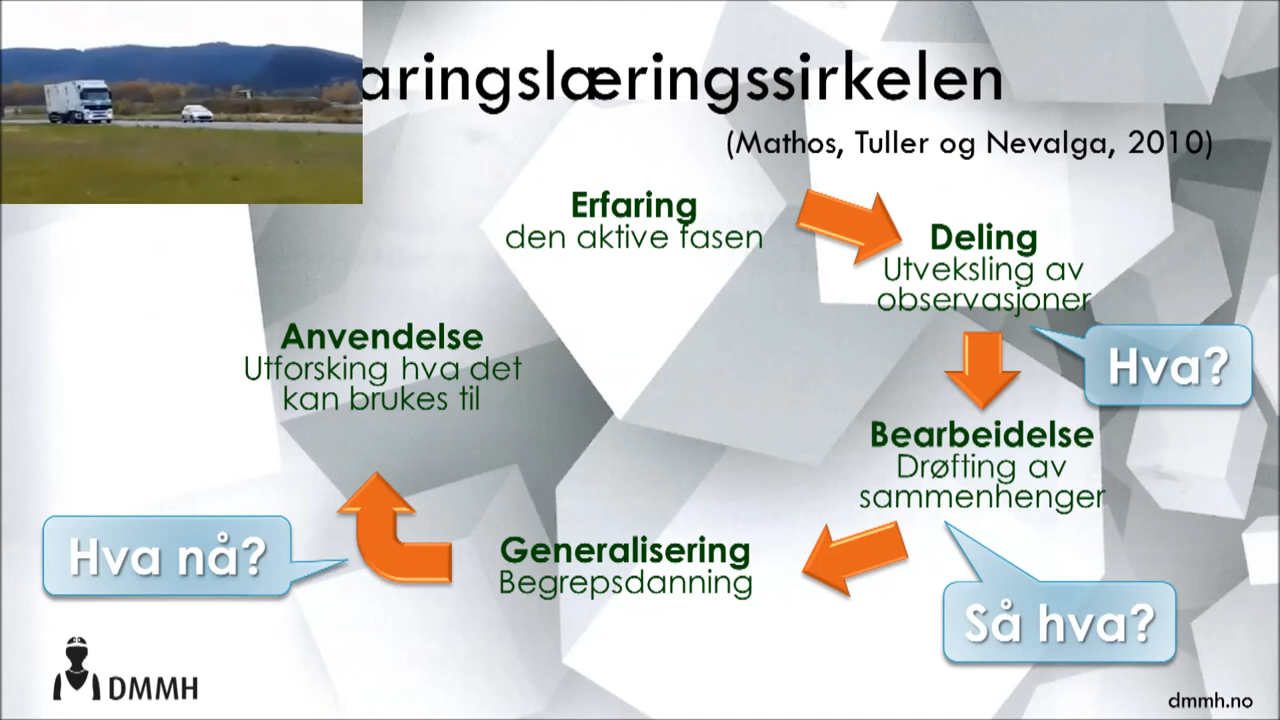 aringslæringssirkelen
(Mathos, Tuller og Nevalga, 2010)
Erfaring
den aktive fasen
Deling
Utveksling av
observasjoner
Hva?
Anvendelse
Utforsking hva det
kan brukes til
Bearbeidelse
Drøfting av
sammenhenger
Hva nå?
Generalisering
Begrepsdanning
Så hva?
DMMH
dmmh.no